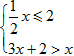 ½x ⩽ 2
3x + 2 > x